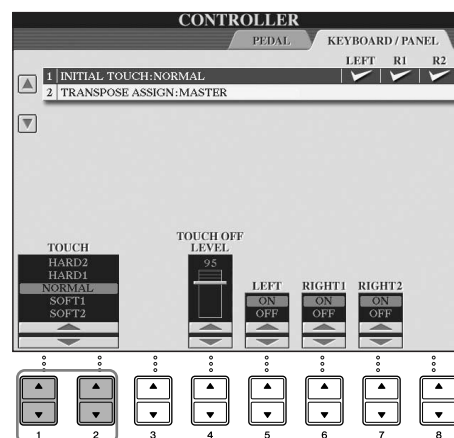 CONTROLLER
PEDAL KEYBOARD / PANEL
LEFT R1 R2
1 INITIAL TOUCH:NORMAL
2 TRANSPOSE ASSIGN:MASTER
TOUCH
HARD2
HARD1
NORMAL
SOFT1
SOFT2
TOUCH OFF
LEVEL
95
LEFT RIGHT1 RIGHT2
ON ON ON
OFF OFF OFF
1 2 3 4 5 6 7 8